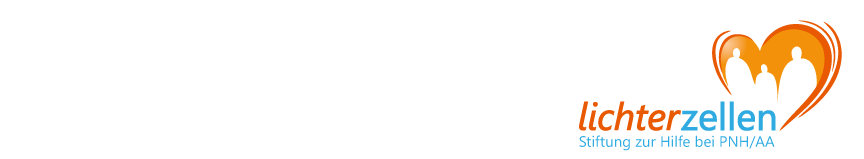 lichterzellen
Stiftung zur Hilfe bei PNH/AA